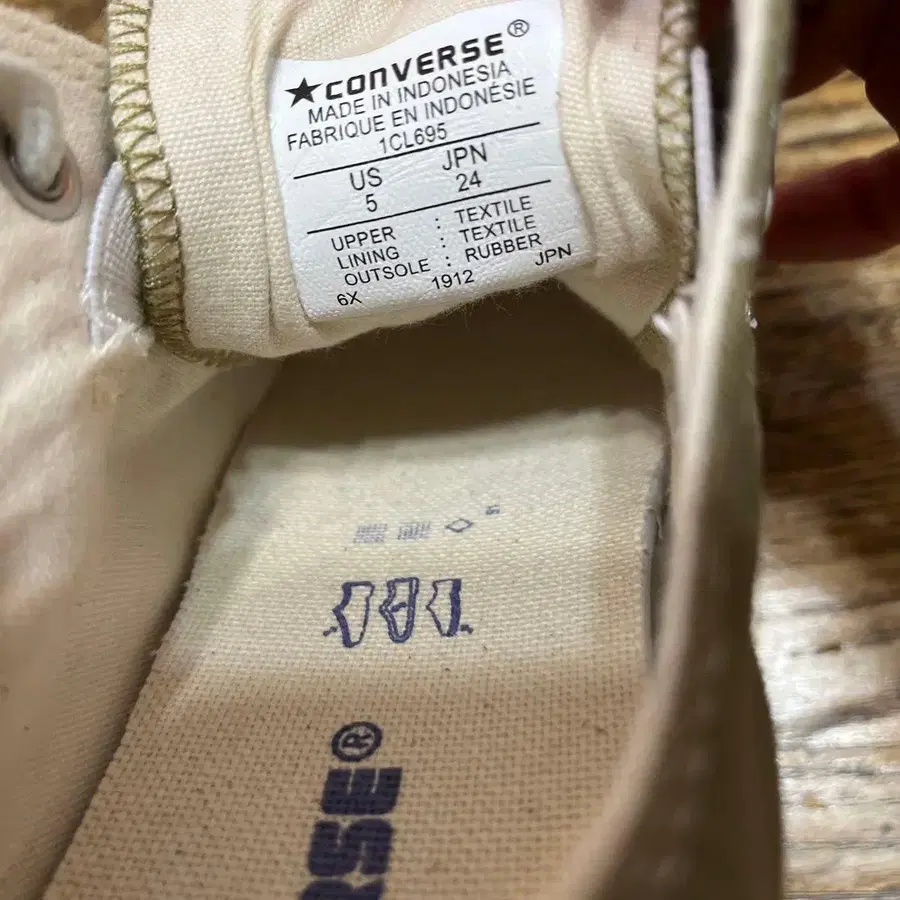 ★CONVERSE®
MADE IN INDONESIA
FABRIQUE EN INDONÉSIE
1CL695
US JPN
5 24
UPPER : TEXTILE
LINING : TEXTILE
OUTSOLE : RUBBER
6X 1912 JPN
RSE®